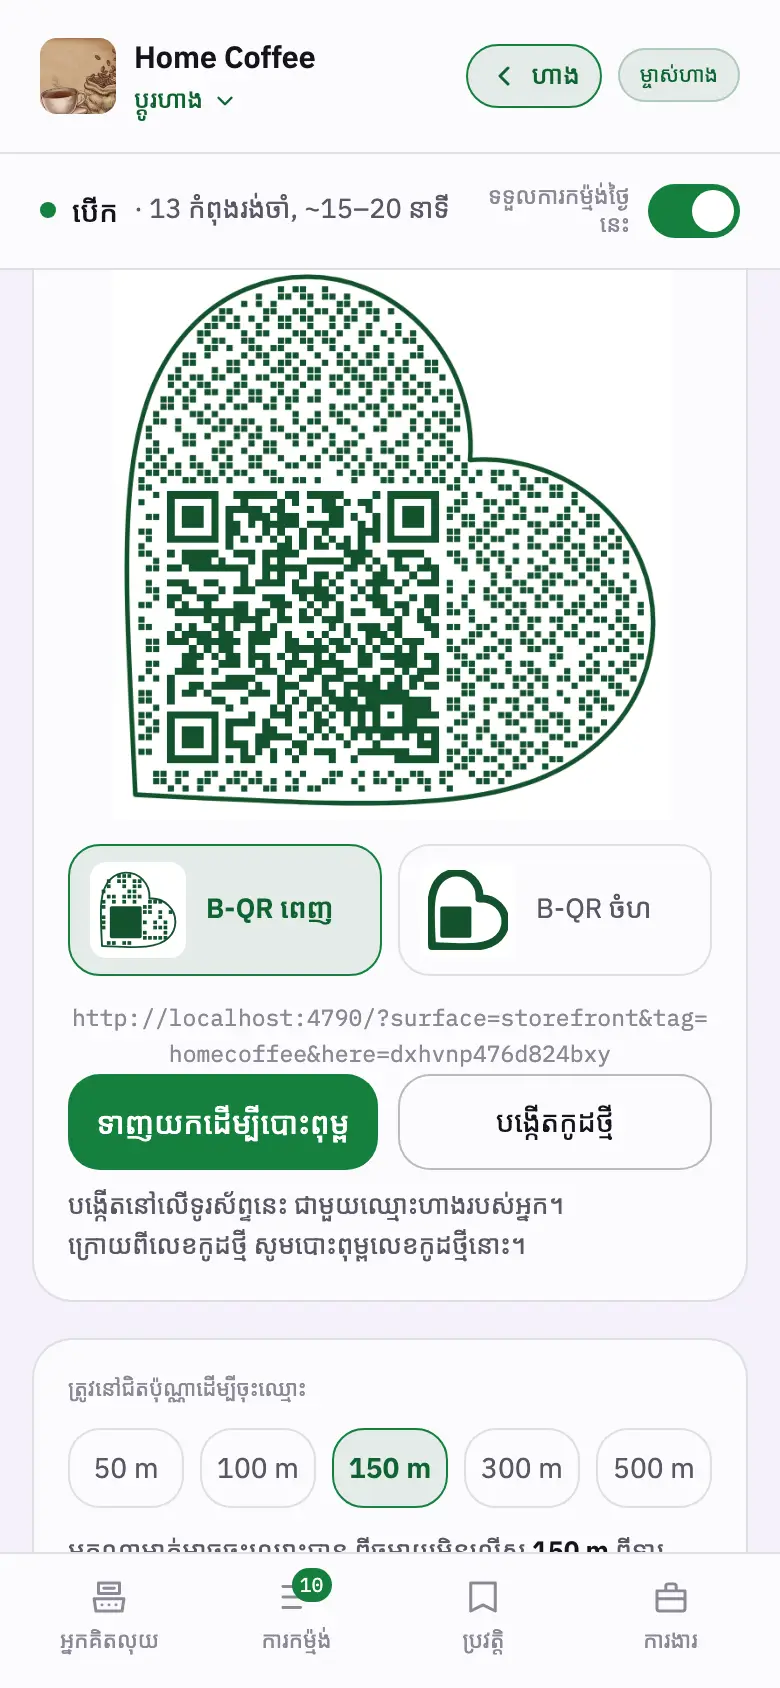 Home Coffee
ប្តូរហាង
ហាង
ម្ចាស់ហាង
បើក · 13 កំពុងរង់ចាំ, ~15–20 នាទី
ទទួលការកម្ម៉ង់ថ្ងៃ
នេះ
B-QR ពេញ
B-QR ចំហ
http://localhost:4790/?surface=storefront&tag=
homecoffee&here=dxhvnp476d824bxy
ទាញយកដើម្បីបោះពុម្ព
បង្កើតកូដថ្មី
បង្កើតនៅលើទូរស័ព្ទនេះ ជាមួយឈ្មោះហាងរបស់អ្នក។
ក្រោយពីលេខកូដថ្មី សូមបោះពុម្ពលេខកូដថ្មីនោះ។
ត្រូវនៅជិតប៉ុណ្ណាដើម្បីចុះឈ្មោះ
50 m
100 m
150 m
300 m
500 m
150 m
10
អ្នកគិតលុយ
ការកម្ម៉ង់
ប្រវត្តិ
ការងារ